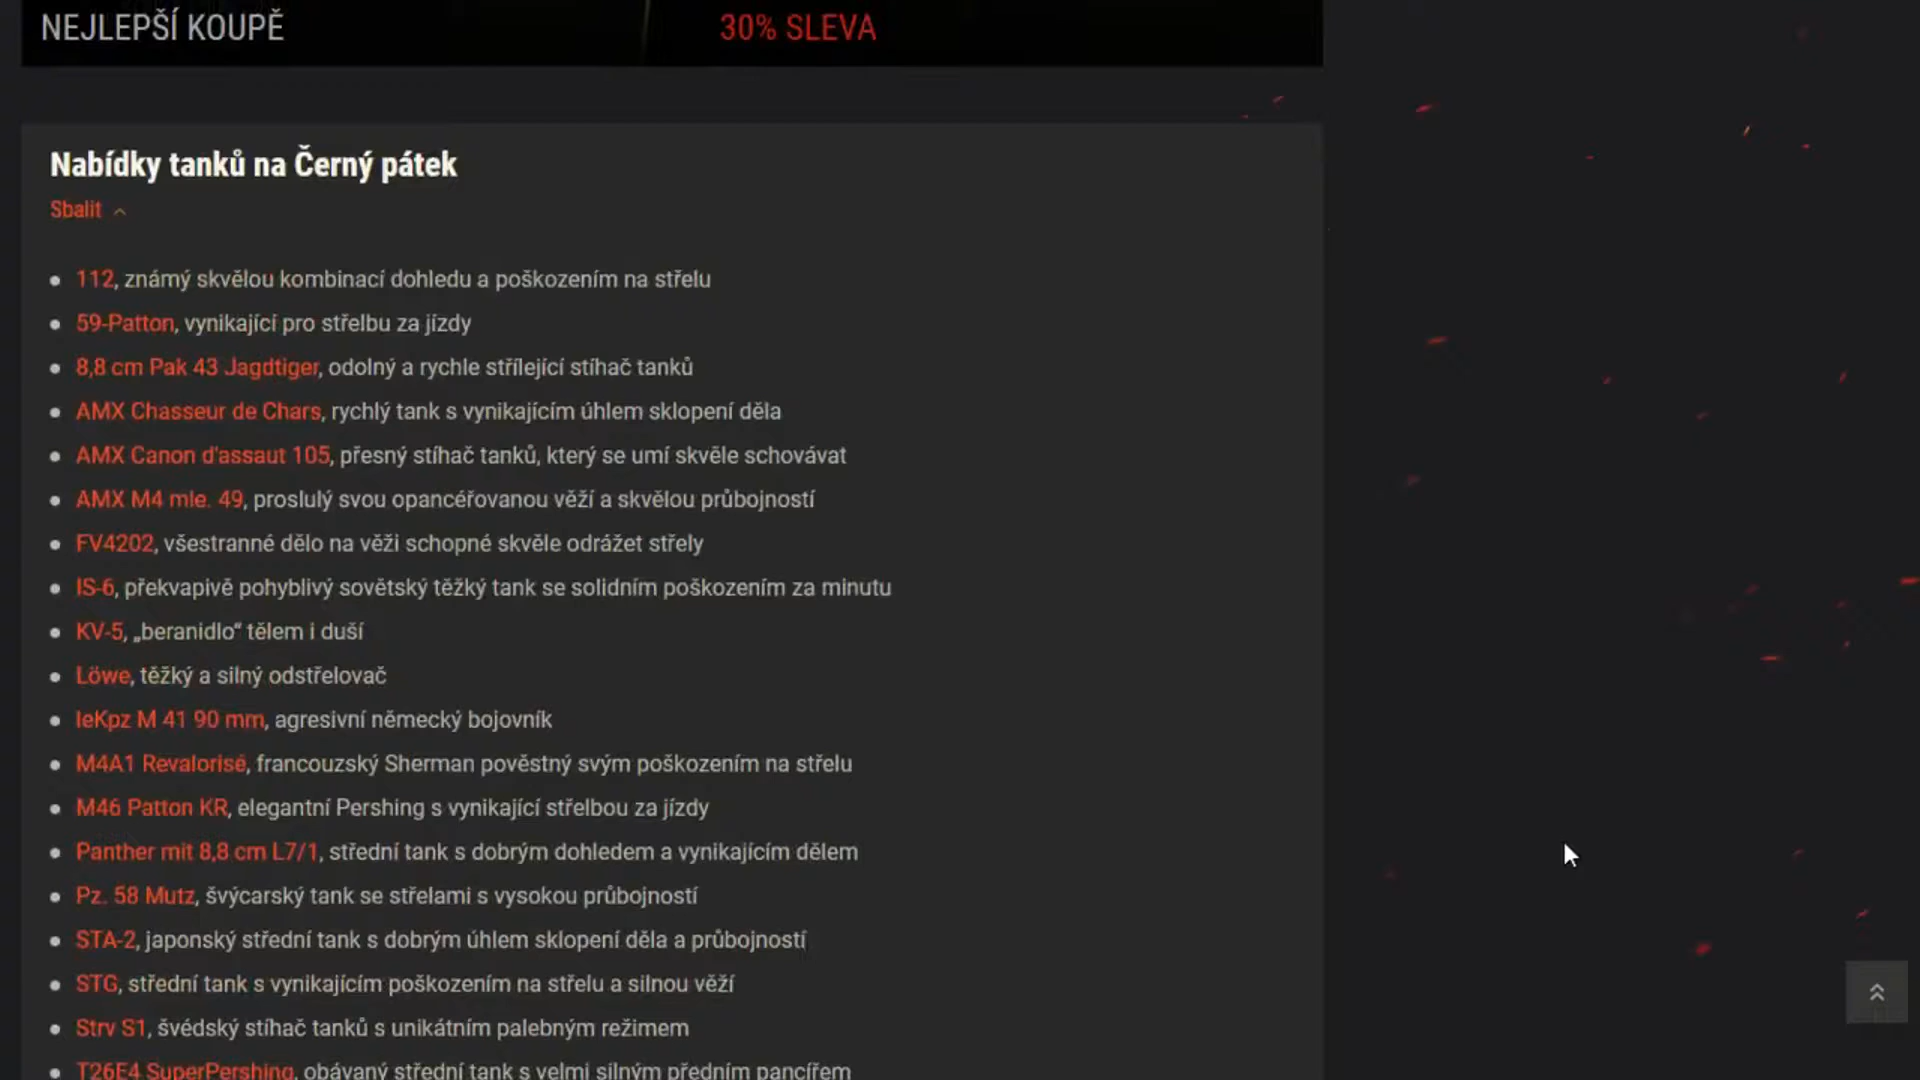 NEJLEPŠÍ KOUPĚ
30% SLEVA
Nabídky tanků na Černý pátek
Sbalit
112, známý skvělou kombinací dohledu a poškozením na střelu
59-Patton, vynikající pro střelbu za jízdy
8,8 cm Pak 43 Jagdtiger, odolný a rychle střílející stíhač tanků
AMX Chasseur de Chars, rychlý tank s vynikajícím úhlem sklopení děla
AMX Canon d'assaut 105, přesný stíhač tanků, který se umí skvěle schovávat
AMX M4 mle. 49, proslulý svou opancéřovanou věží a skvělou průbojností
FV4202, všestranné dělo na věži schopné skvěle odrážet střely
IS-6, překvapivě pohyblivý sovětský těžký tank se solidním poškozením za minutu
KV-5, „beranidlo“ tělem i duší
Löwe, těžký a silný odstřelovač
leKpz M 41 90 mm, agresivní německý bojovník
M4A1 Revalorisé, francouzský Sherman pověstný svým poškozením na střelu
M46 Patton KR, elegantní Pershing s vynikající střelbou za jízdy
Panther mit 8,8 cm L7/1, střední tank s dobrým dohledem a vynikajícím dělem
Pz. 58 Mutz, švýcarský tank se střelami s vysokou průbojností
STA-2, japonský střední tank s dobrým úhlem sklopení děla a průbojností
STG, střední tank s vynikajícím poškozením na střelu a silnou věží
Strv S1, švédský stíhač tanků s unikátním palebným režimem
T26E4 SuperPershing, obávaný střední tank s velmi silným předním pancířem